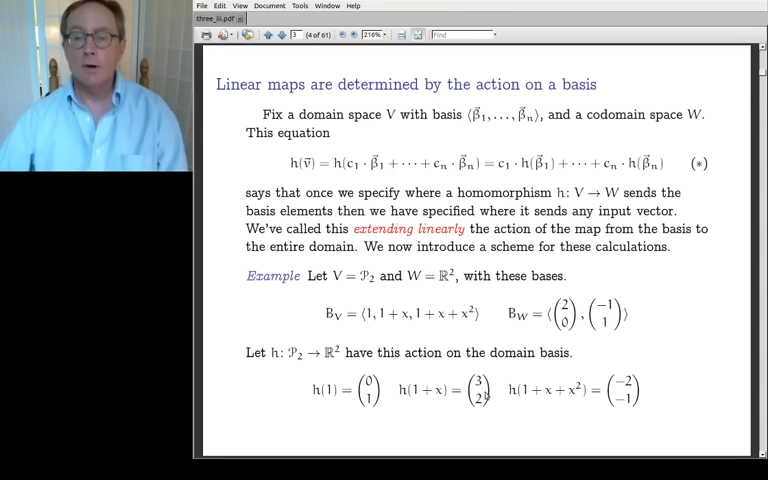 File Edit View Document Tools Window Help
three_iii.pdf
3 (4 of 61) 216% Find
Linear maps are determined by the action on a basis
Fix a domain space V with basis ⟨β⃗₁, …, β⃗ₙ⟩, and a codomain space W.
This equation
h(v⃗) = h(c₁ · β⃗₁ + ··· + cₙ · β⃗ₙ) = c₁ · h(β⃗₁) + ··· + cₙ · h(β⃗ₙ) (∗)
says that once we specify where a homomorphism h: V → W sends the
basis elements then we have specified where it sends any input vector.
We've called this extending linearly the action of the map from the basis to
the entire domain. We now introduce a scheme for these calculations.
Example Let V = 𝒫₂ and W = ℝ², with these bases.
B_V = ⟨1, 1 + x, 1 + x + x²⟩ B_W = ⟨(2 0), (−1 1)⟩
Let h: 𝒫₂ → ℝ² have this action on the domain basis.
h(1) = (0 1) h(1 + x) = (3 2) h(1 + x + x²) = (−2 −1)